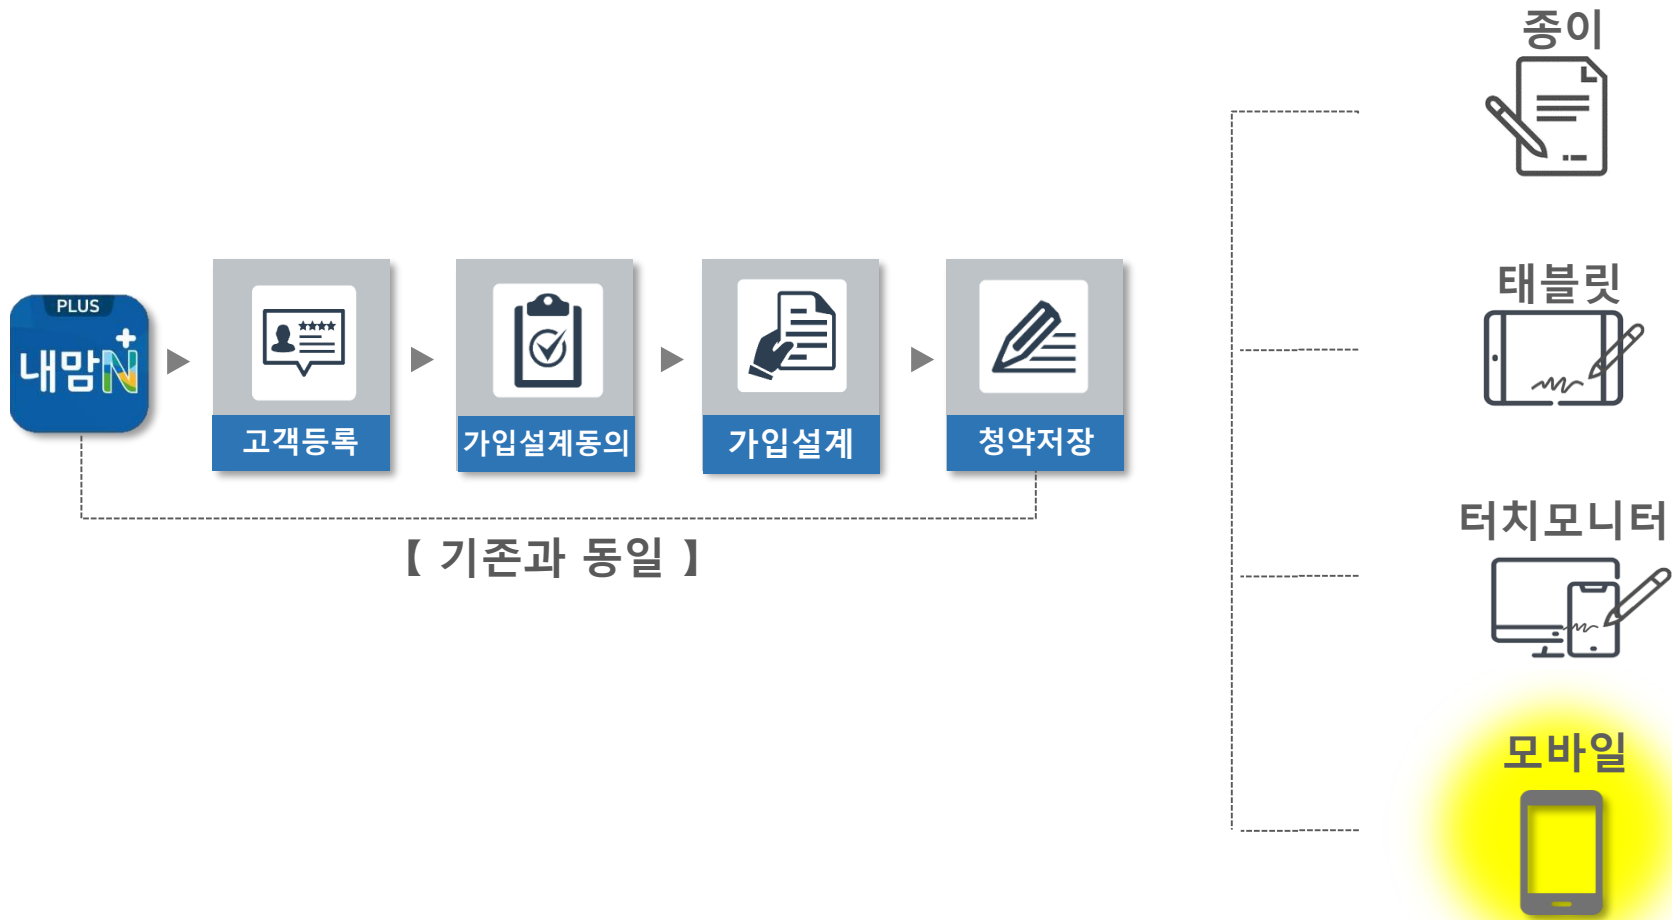 PLUS
내맘N+
고객등록
가입설계동의
가입설계
청약저장
【 기존과 동일 】
종이
태블릿
터치모니터
모바일